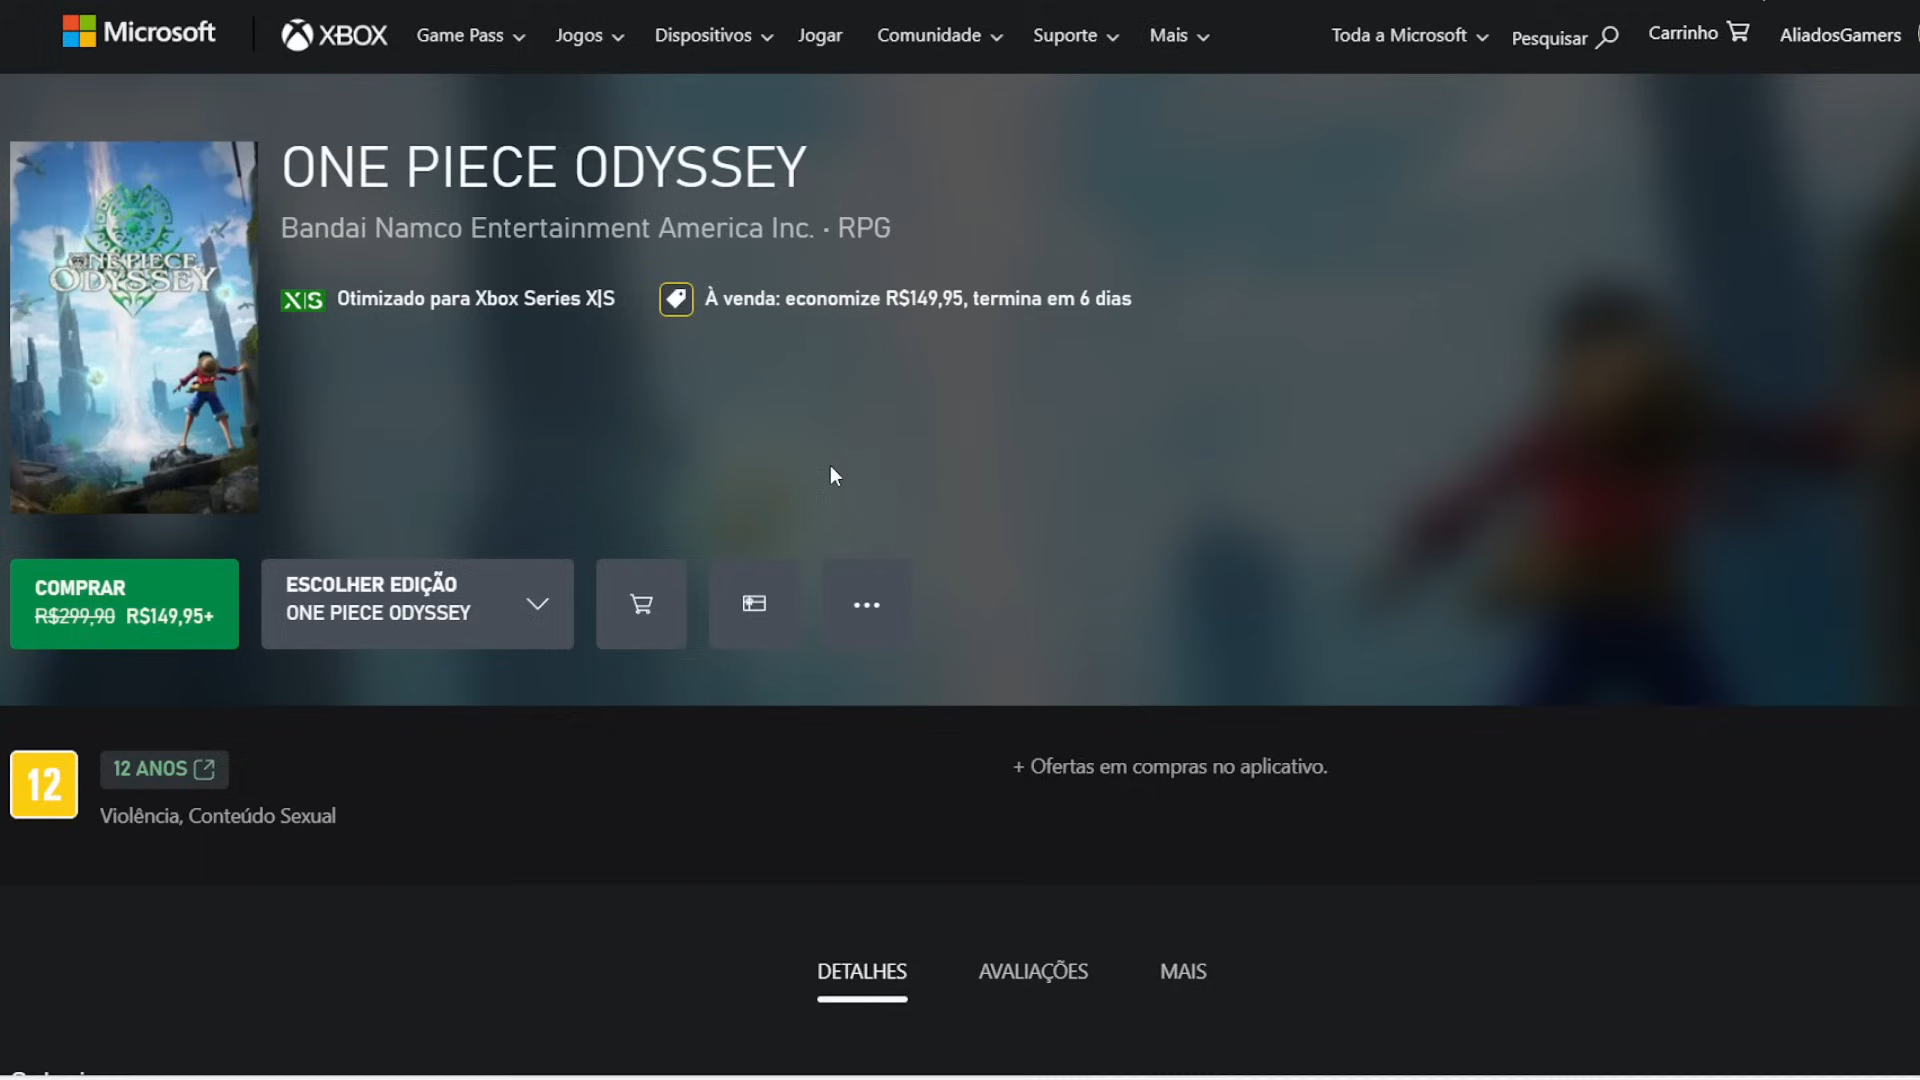 Microsoft
XBOX
Game Pass
Jogos
Dispositivos
Jogar
Comunidade
Suporte
Mais
Toda a Microsoft
Pesquisar
Carrinho
AliadosGamers
ONE PIECE
ODYSSEY
ONE PIECE ODYSSEY
Bandai Namco Entertainment America Inc. · RPG
X|S Otimizado para Xbox Series X|S
À venda: economize R$149,95, termina em 6 dias
COMPRAR
R$299,90 R$149,95+
ESCOLHER EDIÇÃO
ONE PIECE ODYSSEY
12
12 ANOS
Violência, Conteúdo Sexual
+ Ofertas em compras no aplicativo.
DETALHES
AVALIAÇÕES
MAIS